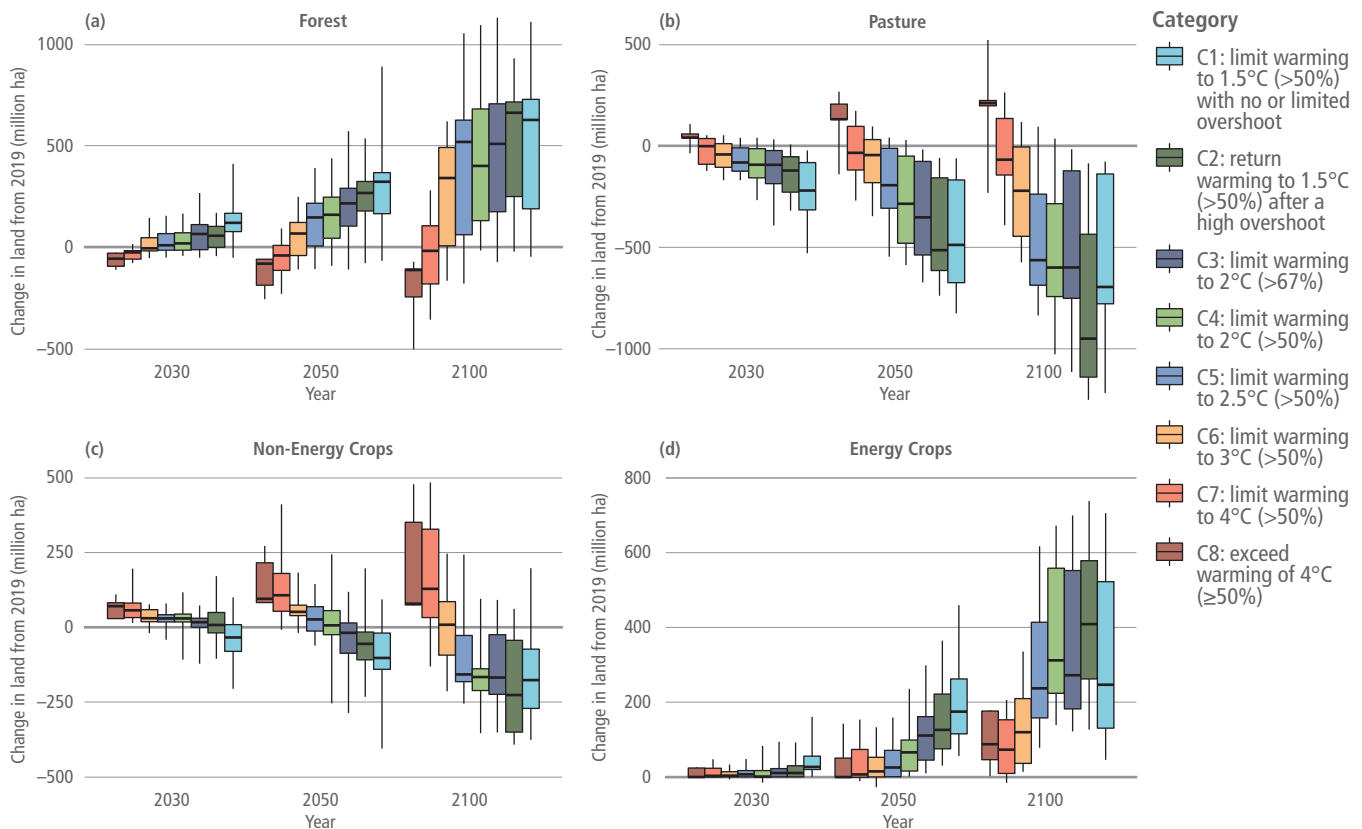 (a)
Forest
1000
500
0
–500
Change in land from 2019 (million ha)
2030
2050
2100
Year
(b)
Pasture
500
0
–500
–1000
Change in land from 2019 (million ha)
2030
2050
2100
Year
(c)
Non-Energy Crops
500
250
0
–250
–500
Change in land from 2019 (million ha)
2030
2050
2100
Year
(d)
Energy Crops
800
600
400
200
0
Change in land from 2019 (million ha)
2030
2050
2100
Year
Category
C1: limit warming
to 1.5°C (>50%)
with no or limited
overshoot
C2: return
warming to 1.5°C
(>50%) after a
high overshoot
C3: limit warming
to 2°C (>67%)
C4: limit warming
to 2°C (>50%)
C5: limit warming
to 2.5°C (>50%)
C6: limit warming
to 3°C (>50%)
C7: limit warming
to 4°C (>50%)
C8: exceed
warming of 4°C
(≥50%)